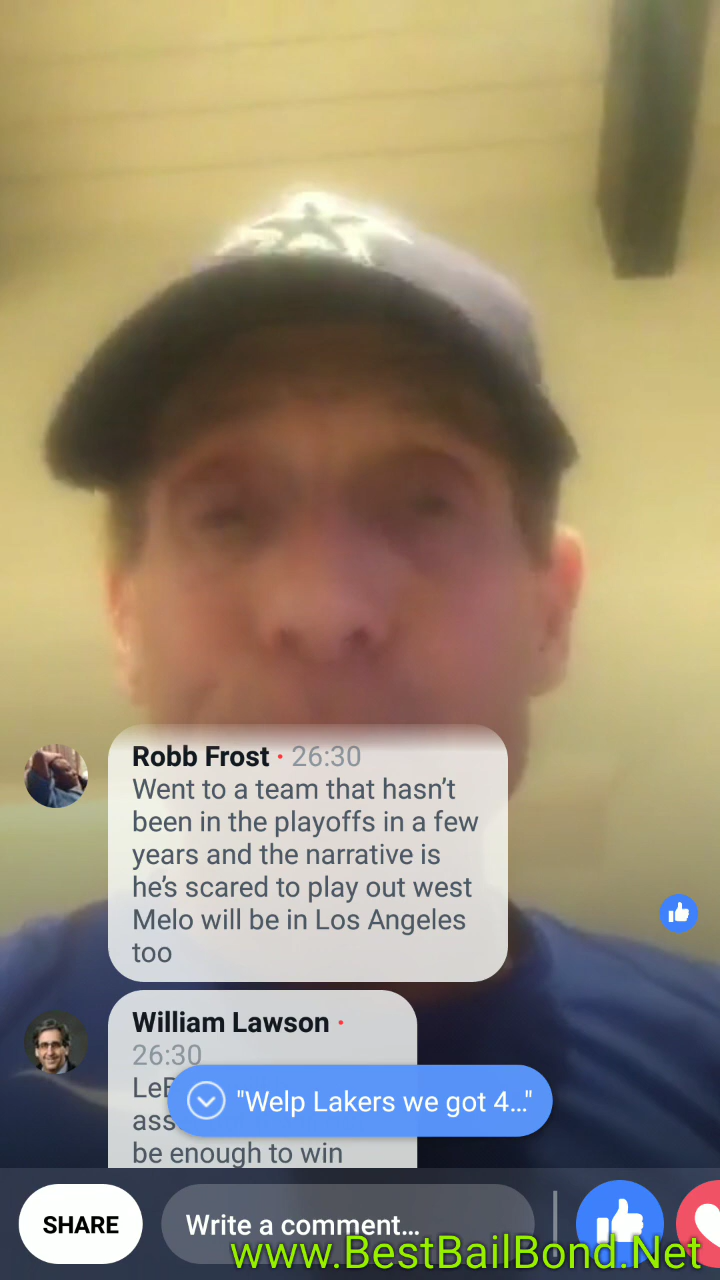 Robb Frost · 26:30
Went to a team that hasn't
been in the playoffs in a few
years and the narrative is
he's scared to play out west
Melo will be in Los Angeles
too
William Lawson ·
26:30
be enough to win
"Welp Lakers we got 4..."
SHARE
Write a comment...
www.BestBailBond.Net